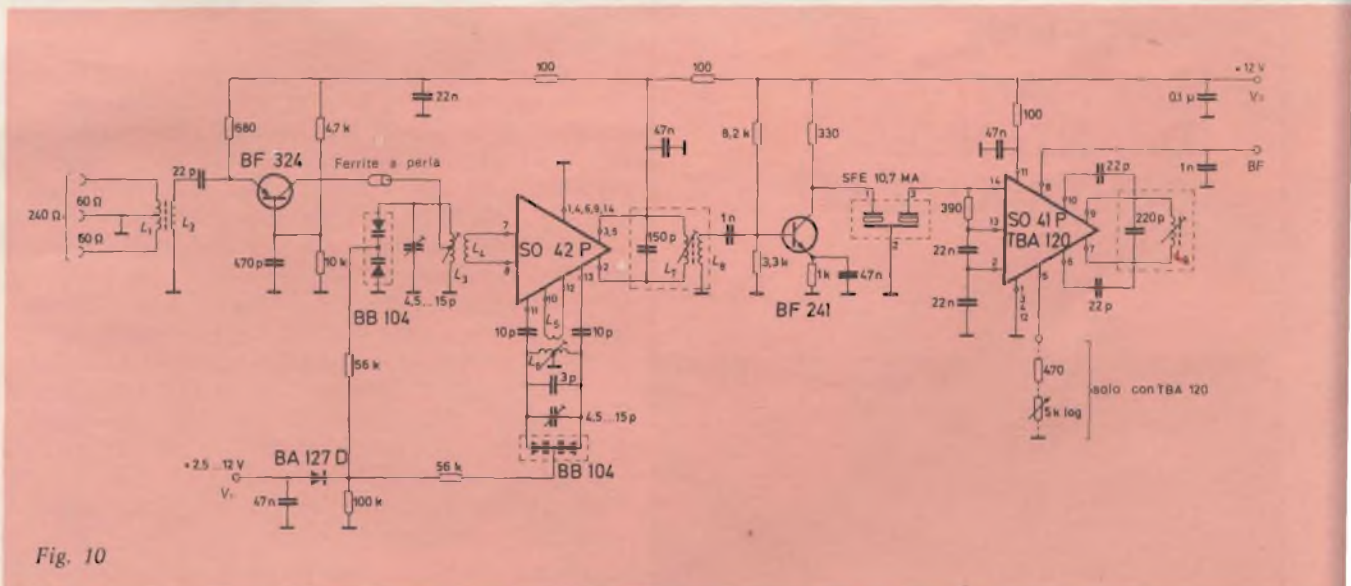 100
100
+ 12 V
22n
0,1 µ
V₂
680
4,7 k
47n
8,2 k
330
100
47n
BF 324
Ferrite a perla
BF
1n
22 p
22p
SFE 10,7 MA
240 Ω
60 Ω
60 Ω
L₁
L₂
470 p
10 k
BB 104
4,5...15 p
L₃
L₄
7
8
SO 42 P
1,4,6,9,14
3,5
2
13
12
10
11
150 p
L₇
L₈
1n
3,3 k
1k
47n
BF 241
1
3
2
390
22n
22n
14
13
2
11
8
10
9
7
6
5
1
3
4
12
SO 41 P
TBA 120
220 p
22 p
10 p
10 p
L₅
L₆
3 p
4,5...15 p
BB 104
56 k
56 k
BA 127 D
+ 2,5...12 V
47n
100 k
470
5k log
solo con TBA 120
Fig. 10